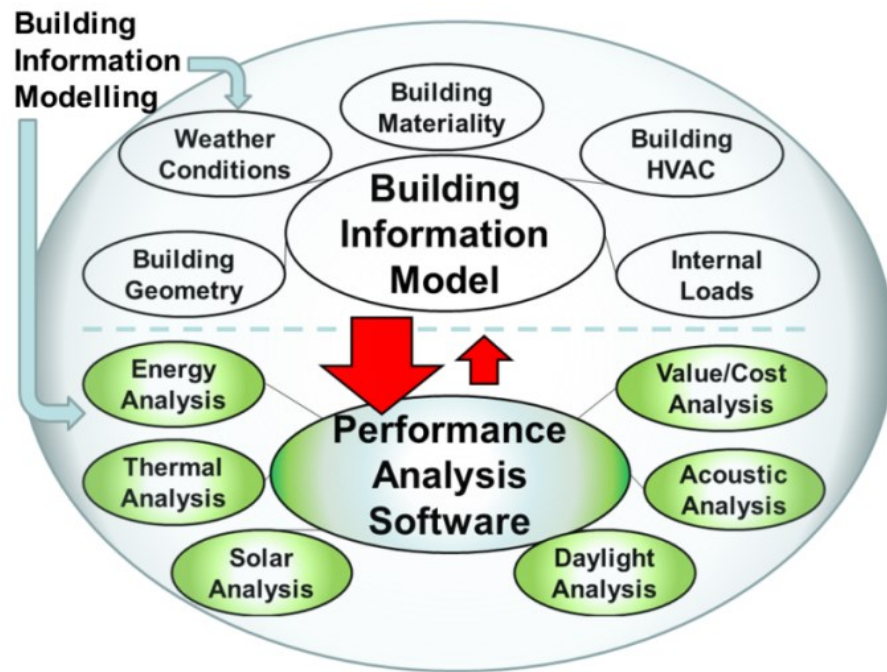 Building
Information
Modelling
Building
Materiality
Weather
Conditions
Building
HVAC
Building
Information
Model
Building
Geometry
Internal
Loads
Energy
Analysis
Value/Cost
Analysis
Performance
Analysis
Software
Thermal
Analysis
Acoustic
Analysis
Solar
Analysis
Daylight
Analysis